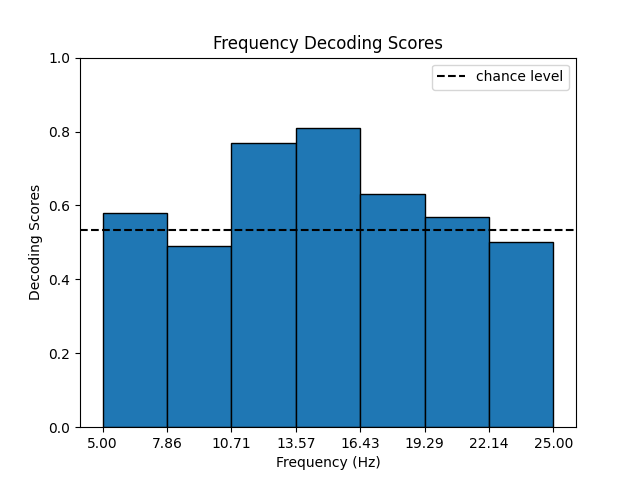 Frequency Decoding Scores
chance level
1.0
0.8
0.6
0.4
0.2
0.0
Decoding Scores
5.00 7.86 10.71 13.57 16.43 19.29 22.14 25.00
Frequency (Hz)